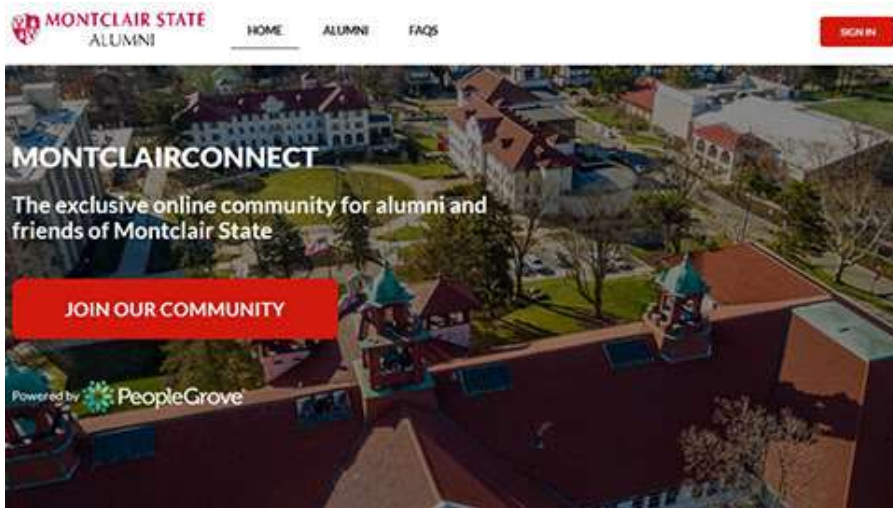 MONTCLAIR STATE
ALUMNI
HOME
ALUMNI
FAQS
SIGN IN
MONTCLAIRCONNECT
The exclusive online community for alumni and
friends of Montclair State
JOIN OUR COMMUNITY
Powered by PeopleGrove